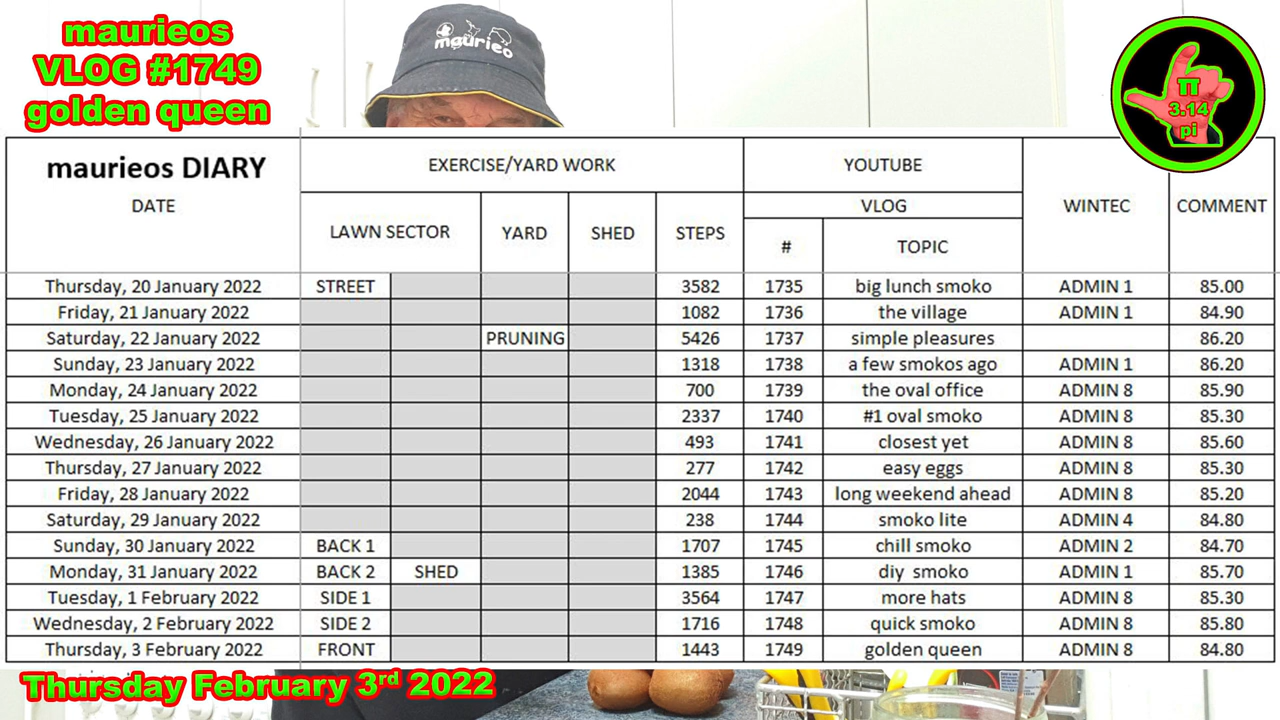 maurieos
VLOG #1749
golden queen
maurieo
π
3.14
pi
maurieos DIARY
DATE
EXERCISE/YARD WORK
YOUTUBE
WINTEC
COMMENT
VLOG
LAWN SECTOR
YARD
SHED
STEPS
#
TOPIC
Thursday, 20 January 2022 STREET 3582 1735 big lunch smoko ADMIN 1 85.00
Friday, 21 January 2022 1082 1736 the village ADMIN 1 84.90
Saturday, 22 January 2022 PRUNING 5426 1737 simple pleasures 86.20
Sunday, 23 January 2022 1318 1738 a few smokos ago ADMIN 1 86.20
Monday, 24 January 2022 700 1739 the oval office ADMIN 8 85.90
Tuesday, 25 January 2022 2337 1740 #1 oval smoko ADMIN 8 85.30
Wednesday, 26 January 2022 493 1741 closest yet ADMIN 8 85.60
Thursday, 27 January 2022 277 1742 easy eggs ADMIN 8 85.30
Friday, 28 January 2022 2044 1743 long weekend ahead ADMIN 8 85.20
Saturday, 29 January 2022 238 1744 smoko lite ADMIN 4 84.80
Sunday, 30 January 2022 BACK 1 1707 1745 chill smoko ADMIN 2 84.70
Monday, 31 January 2022 BACK 2 SHED 1385 1746 diy smoko ADMIN 1 85.70
Tuesday, 1 February 2022 SIDE 1 3564 1747 more hats ADMIN 8 85.30
Wednesday, 2 February 2022 SIDE 2 1716 1748 quick smoko ADMIN 8 85.80
Thursday, 3 February 2022 FRONT 1443 1749 golden queen ADMIN 8 84.80
Thursday February 3rd 2022